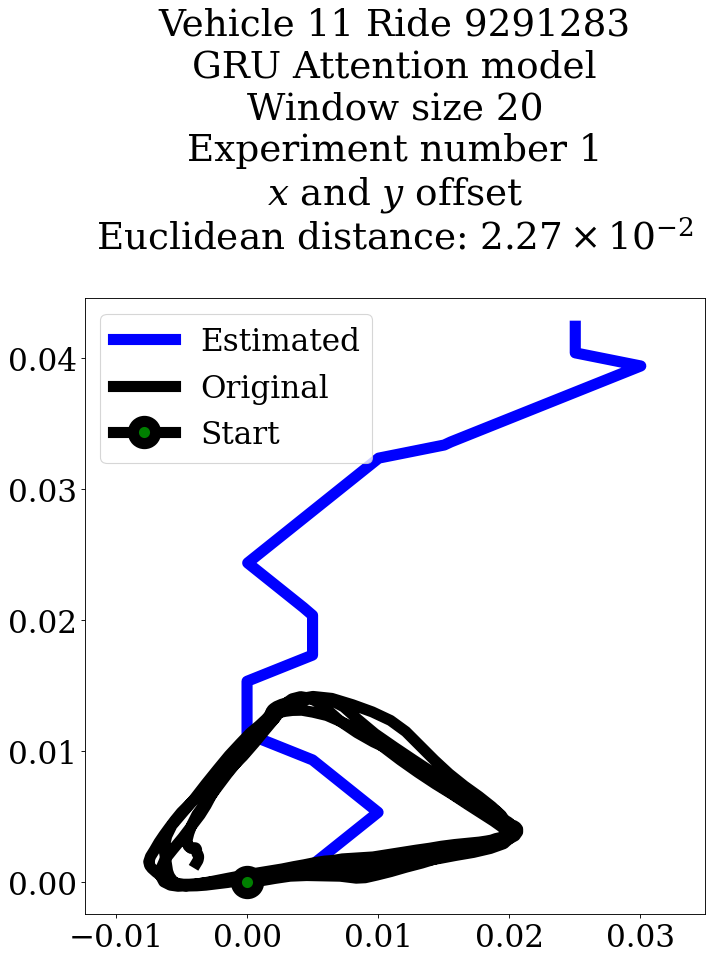 Vehicle 11 Ride 9291283
GRU Attention model
Window size 20
Experiment number 1
x and y offset
Euclidean distance: 2.27 × 10⁻²
Estimated
Original
Start
0.04
0.03
0.02
0.01
0.00
−0.01 0.00 0.01 0.02 0.03